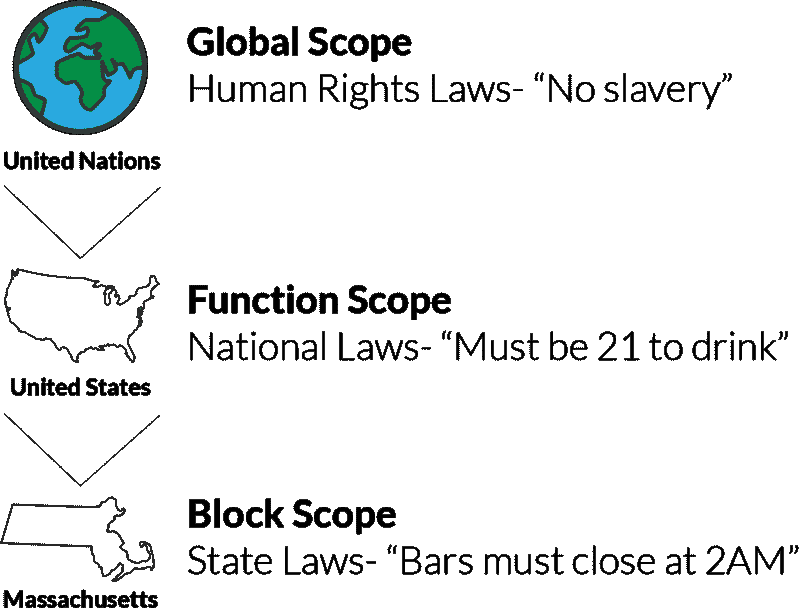 Global Scope
Human Rights Laws- “No slavery”
United Nations
Function Scope
National Laws- “Must be 21 to drink”
United States
Block Scope
State Laws- “Bars must close at 2AM”
Massachusetts